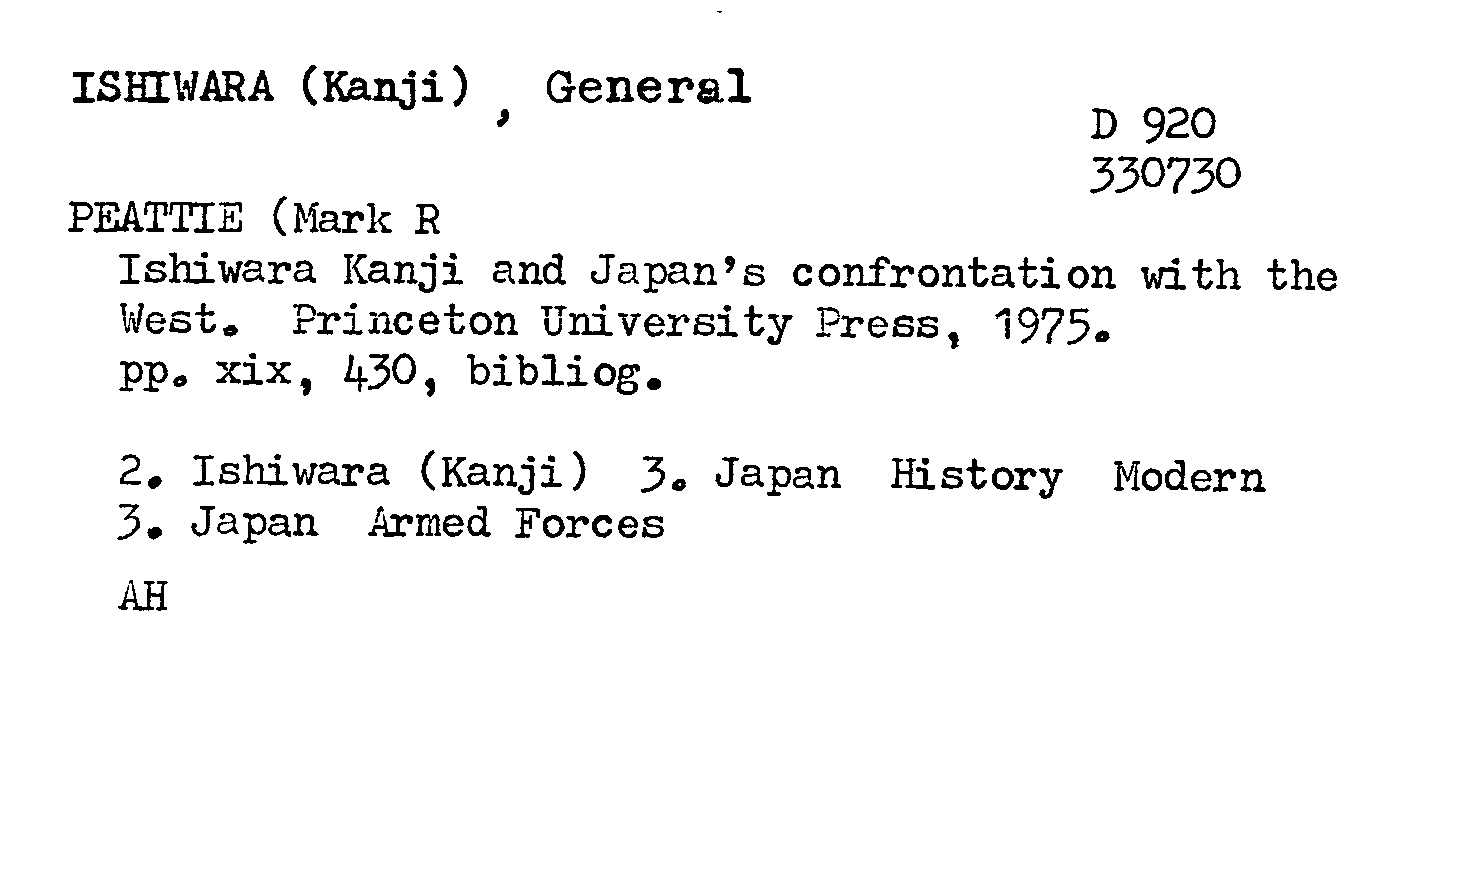 ISHIWARA (Kanji) , General
D 920
330730
PEATTIE (Mark R
Ishiwara Kanji and Japan's confrontation with the
West. Princeton University Press, 1975.
pp. xix, 430, bibliog.
2. Ishiwara (Kanji) 3. Japan History Modern
3. Japan Armed Forces
AH